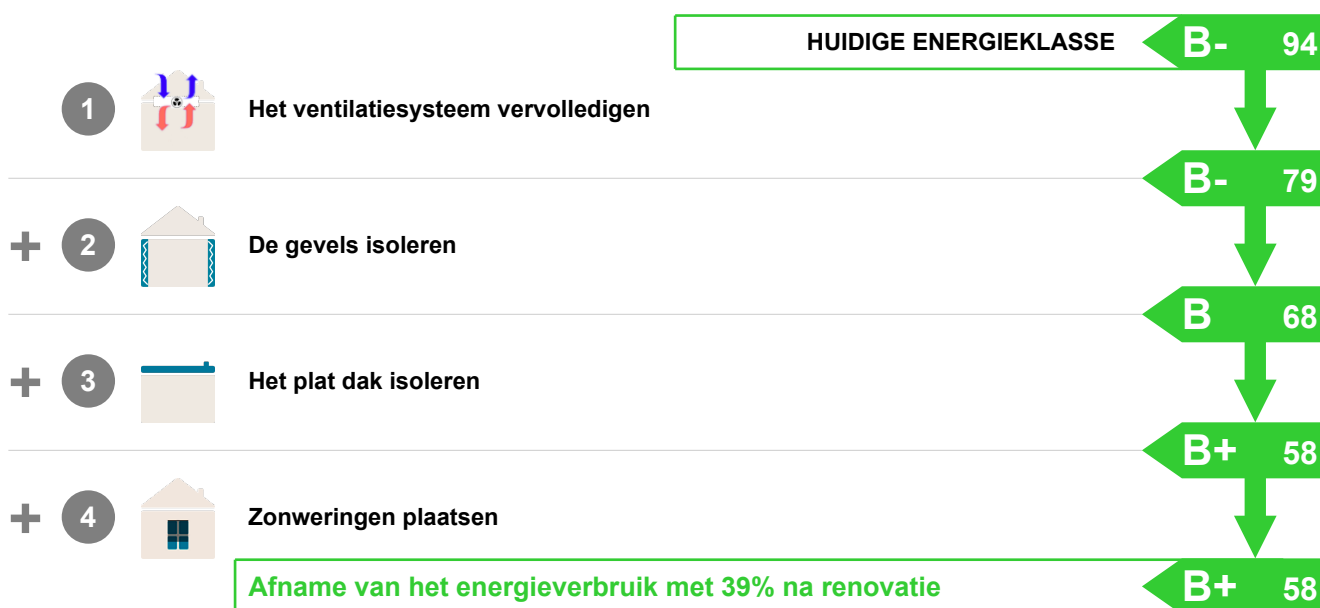 HUIDIGE ENERGIEKLASSE B- 94
1 Het ventilatiesysteem vervolledigen
B- 79
+ 2 De gevels isoleren
B 68
+ 3 Het plat dak isoleren
B+ 58
+ 4 Zonweringen plaatsen
Afname van het energieverbruik met 39% na renovatie B+ 58